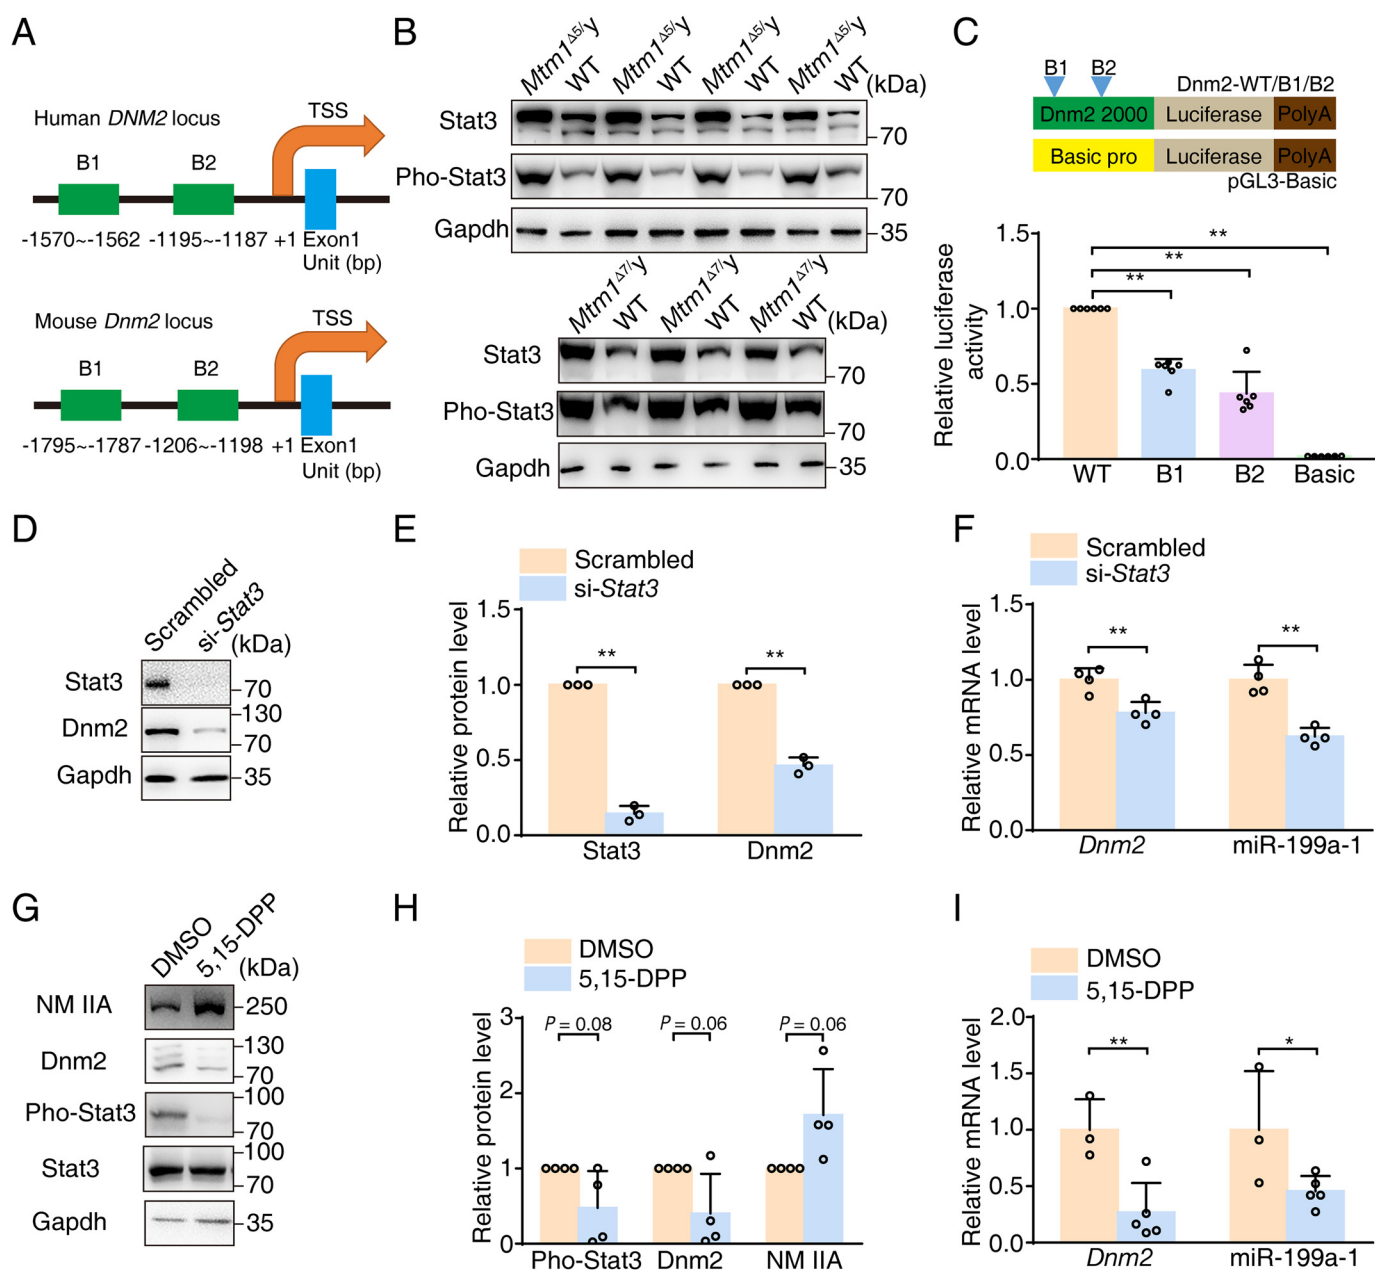 A
Human DNM2 locus
TSS
B1
B2
-1570~-1562
-1195~-1187
+1
Exon1
Unit (bp)
Mouse Dnm2 locus
TSS
B1
B2
-1795~-1787
-1206~-1198
+1
Exon1
Unit (bp)
B
Mtm1Δ5/y
WT
Mtm1Δ5/y
WT
Mtm1Δ5/y
WT
Mtm1Δ5/y
WT
(kDa)
Stat3
70
Pho-Stat3
70
Gapdh
35
Mtm1Δ7/y
WT
Mtm1Δ7/y
WT
Mtm1Δ7/y
WT
(kDa)
Stat3
70
Pho-Stat3
70
Gapdh
35
C
B1
B2
Dnm2-WT/B1/B2
Dnm2 2000
Luciferase
PolyA
Basic pro
Luciferase
PolyA
pGL3-Basic
Relative luciferase
activity
1.5
1.0
0.5
0.0
**
**
**
WT
B1
B2
Basic
D
Scrambled
si-Stat3
(kDa)
Stat3
70
Dnm2
130
70
Gapdh
35
E
Scrambled
si-Stat3
Relative protein level
1.5
1.0
0.5
0.0
**
**
Stat3
Dnm2
F
Scrambled
si-Stat3
Relative mRNA level
1.5
1.0
0.5
0.0
**
**
Dnm2
miR-199a-1
G
DMSO
5,15-DPP
(kDa)
NM IIA
250
Dnm2
130
70
Pho-Stat3
100
70
Stat3
100
70
Gapdh
35
H
DMSO
5,15-DPP
Relative protein level
3
2
1
0
P = 0.08
P = 0.06
P = 0.06
Pho-Stat3
Dnm2
NM IIA
I
DMSO
5,15-DPP
Relative mRNA level
2.0
1.5
1.0
0.5
0.0
**
*
Dnm2
miR-199a-1